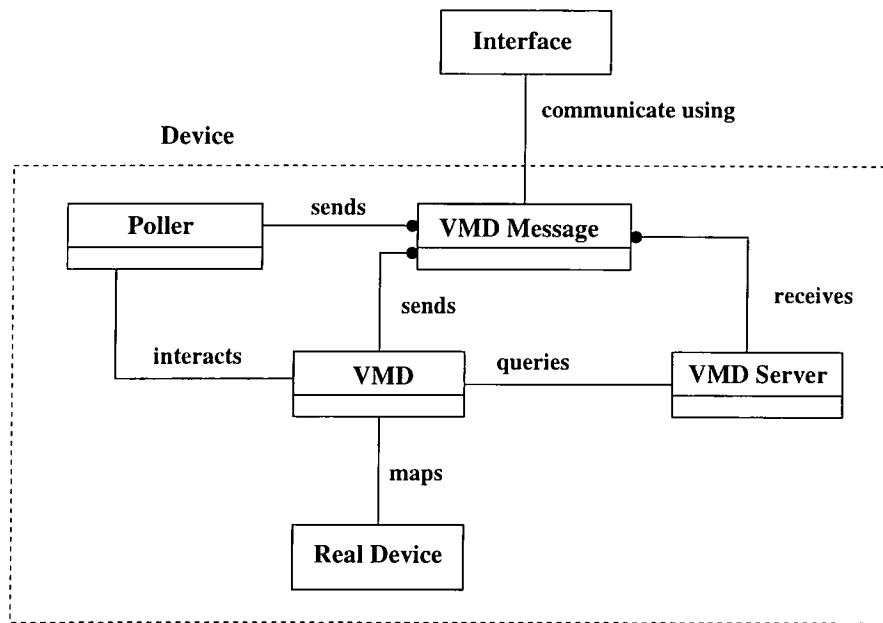 Interface
communicate using
Device
Poller
sends
VMD Message
sends
receives
interacts
VMD
queries
VMD Server
maps
Real Device